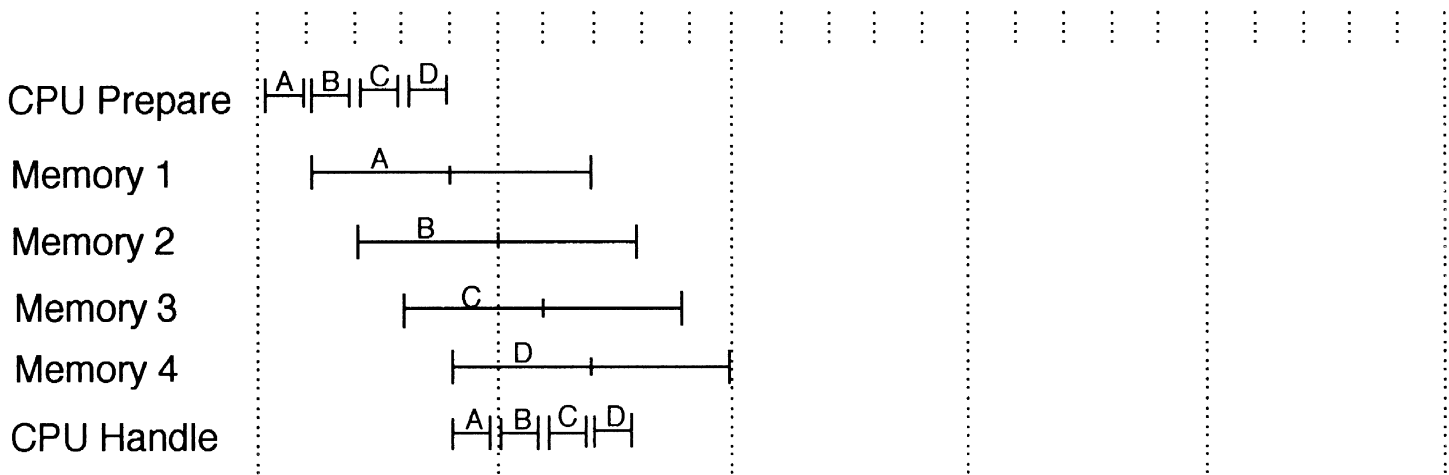 CPU Prepare A B C D
Memory 1 A
Memory 2 B
Memory 3 C
Memory 4 D
CPU Handle A B C D